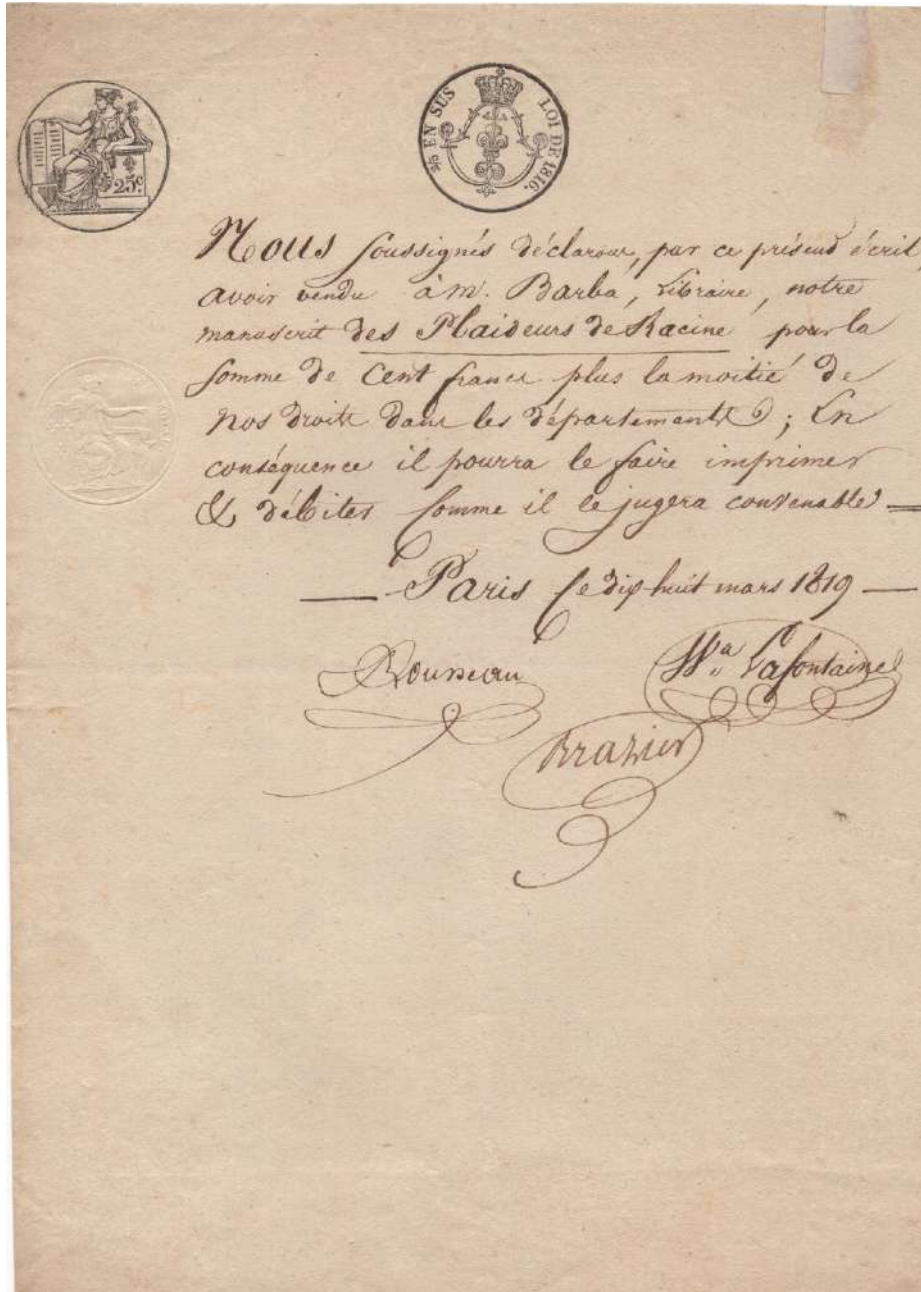 25c.
EN SUS LOI DE 1816.
Nous soussignés déclarons, par ce présent écrit
avoir vendu à m. Barba, Libraire, notre
manuscrit des Plaideurs de Racine pour la
somme de Cent francs plus la moitié de
nos droits dans les départements ; En
conséquence il pourra le faire imprimer
& débiter comme il le jugera convenable
Paris ce dix huit mars 1819
Rousseau Wa. Lafontaine
Brazier